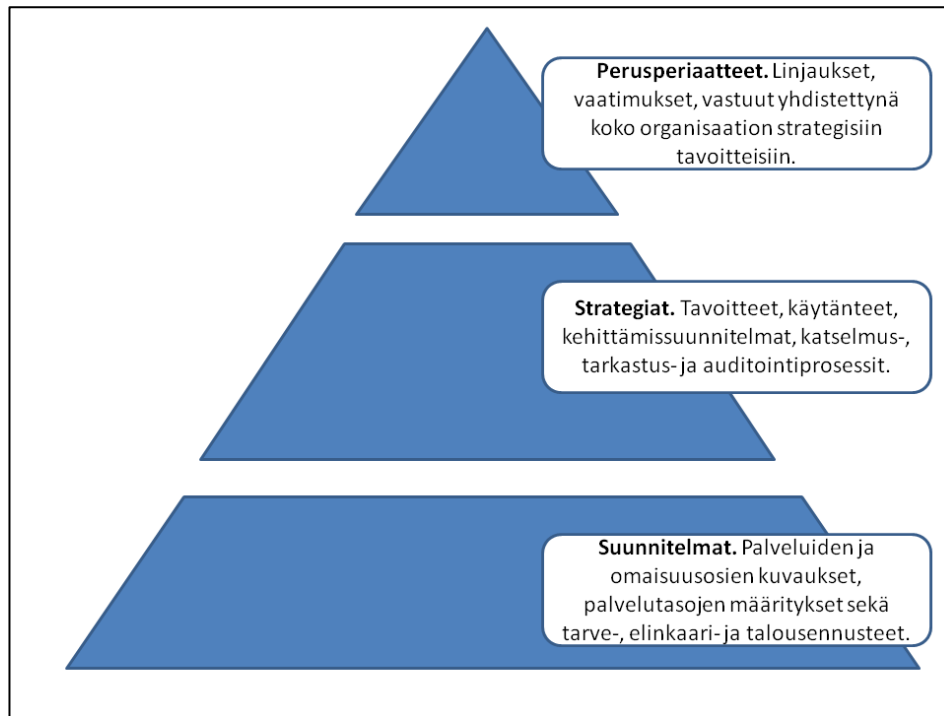 Perusperiaatteet. Linjaukset,
vaatimukset, vastuut yhdistettynä
koko organisaation strategisiin
tavoitteisiin.
Strategiat. Tavoitteet, käytänteet,
kehittämissuunnitelmat, katselmus-,
tarkastus- ja auditointiprosessit.
Suunnitelmat. Palveluiden ja
omaisuusosien kuvaukset,
palvelutasojen määritykset sekä
tarve-, elinkaari- ja talousennusteet.